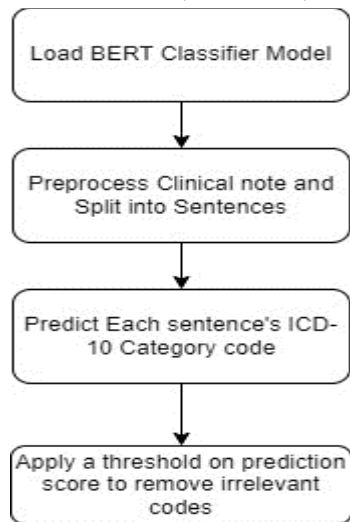 Load BERT Classifier Model
Preprocess Clinical note and
Split into Sentences
Predict Each sentence's ICD-
10 Category code
Apply a threshold on prediction
score to remove irrelevant
codes